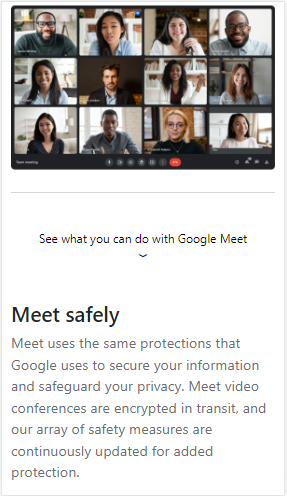 Team meeting
See what you can do with Google Meet
Meet safely
Meet uses the same protections that
Google uses to secure your information
and safeguard your privacy. Meet video
conferences are encrypted in transit, and
our array of safety measures are
continuously updated for added
protection.